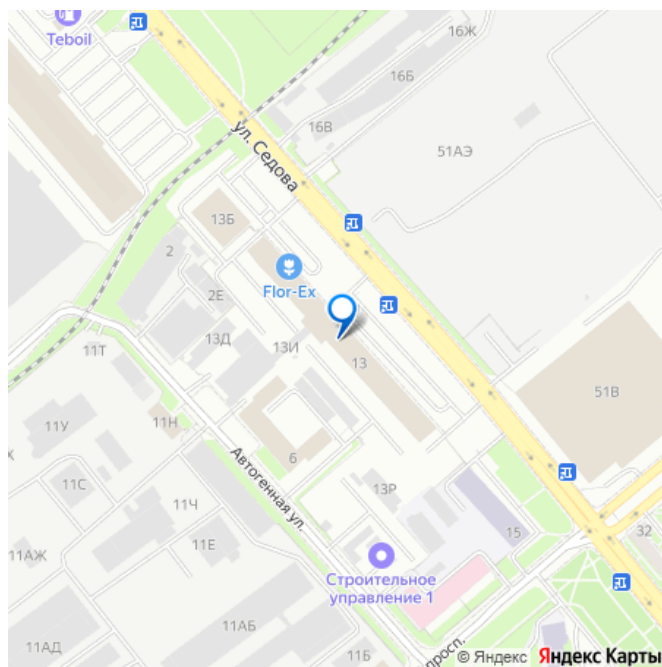 Teboil
16Ж
16Б
16В
51АЭ
ул. Седова
13Б
2
Flor-Ex
2Е
13Д
13И
13
11Т
51В
11У
11Н
6
Автогенная ул.
11С
13Р
11Ч
15
32
11Е
11АЖ
Строительное
управление 1
11АБ
11Б
11АД
просп.
© Яндекс Яндекс Карты